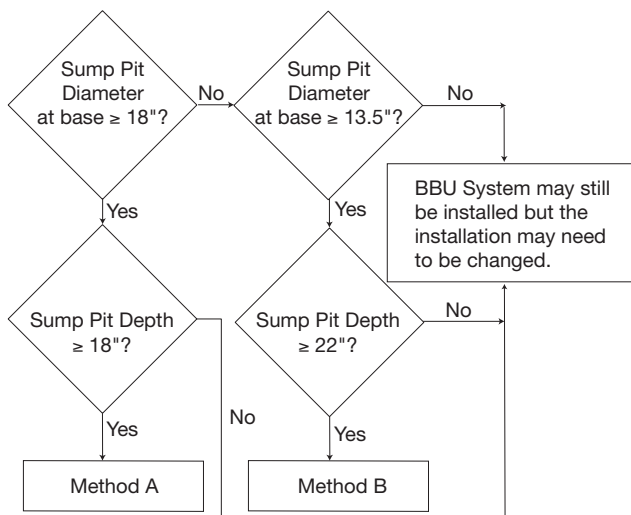 Sump Pit
Diameter
at base ≥ 18"?
No
Sump Pit
Diameter
at base ≥ 13.5"?
No
BBU System may still
be installed but the
installation may need
to be changed.
Yes
Yes
Sump Pit Depth
≥ 18"?
Sump Pit Depth
≥ 22"?
No
No
Yes
Yes
Method A
Method B